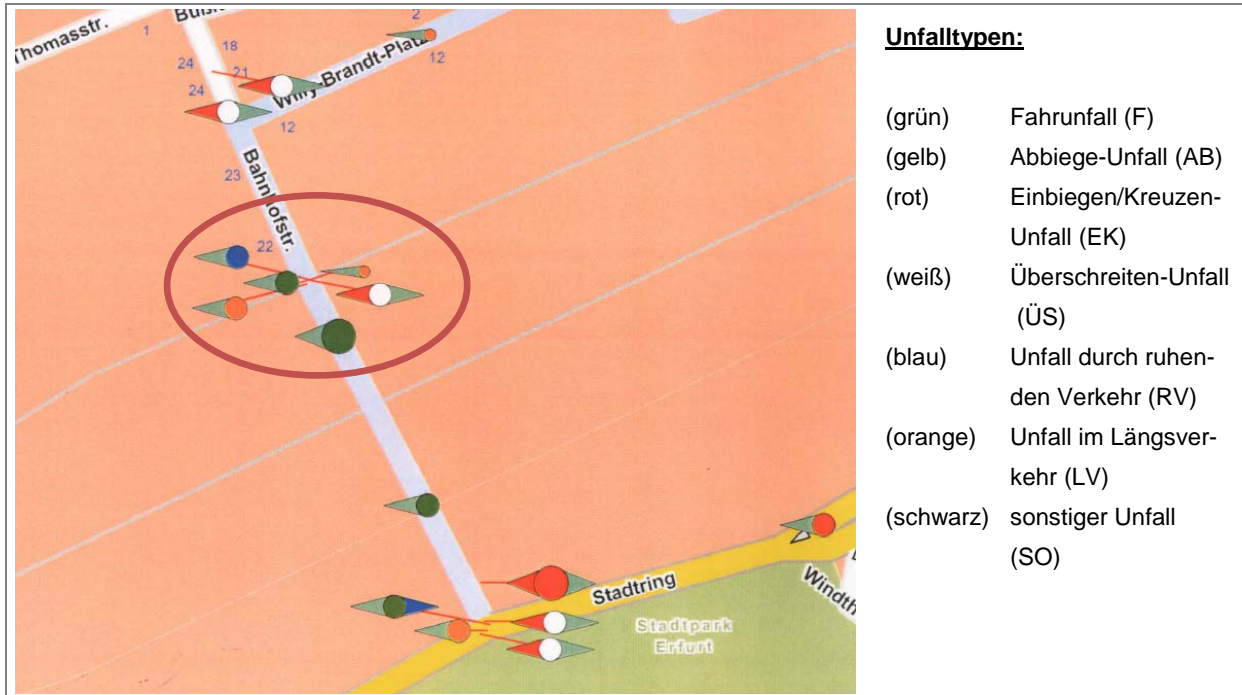 Thomasstr.
1
18
24
21
24
2
12
Willy-Brandt-Platz
12
Bahnhofstr.
23
22
Stadtring
Stadtpark
Erfurt
Unfalltypen:
(grün) Fahrunfall (F)
(gelb) Abbiege-Unfall (AB)
(rot) Einbiegen/Kreuzen-
Unfall (EK)
(weiß) Überschreiten-Unfall
(ÜS)
(blau) Unfall durch ruhen-
den Verkehr (RV)
(orange) Unfall im Längsver-
kehr (LV)
(schwarz) sonstiger Unfall
(SO)